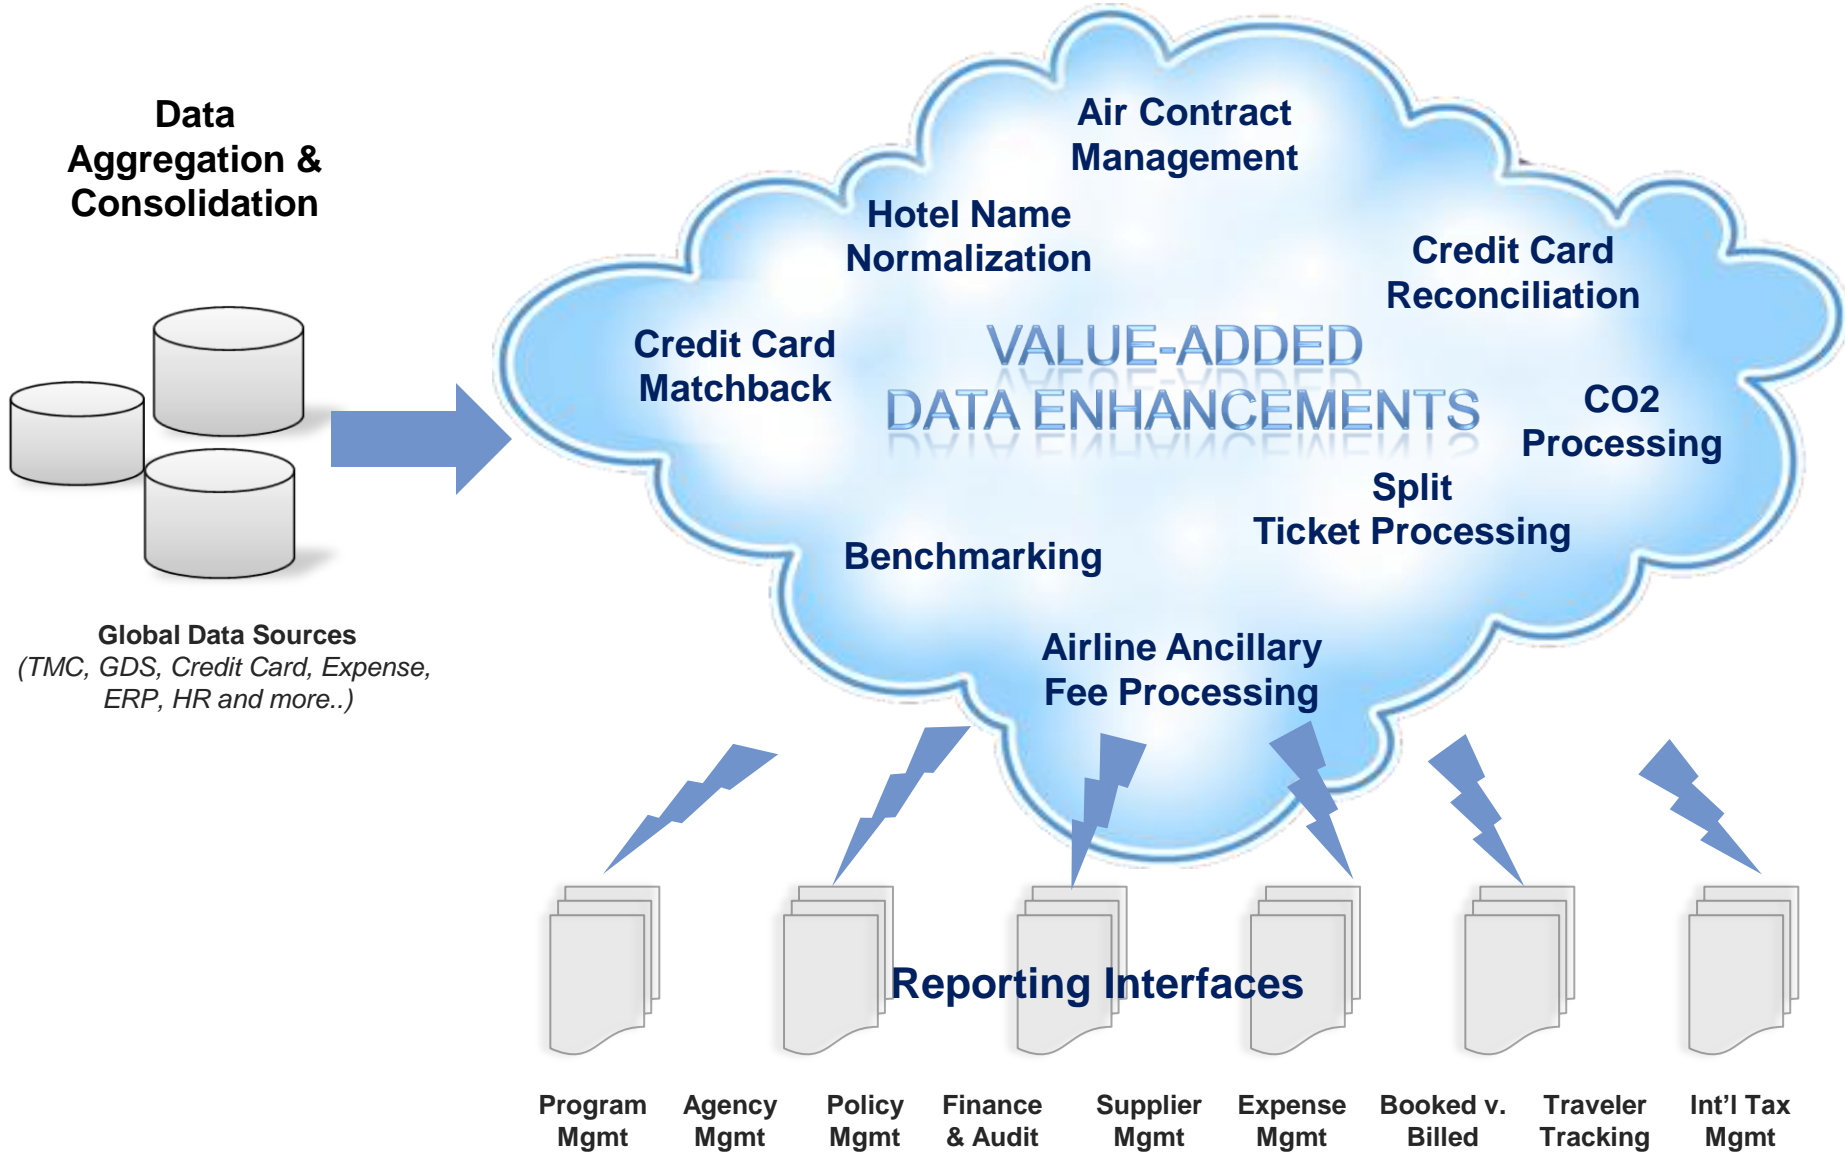 Data
Aggregation &
Consolidation
Global Data Sources
(TMC, GDS, Credit Card, Expense,
ERP, HR and more..)
Air Contract
Management
Hotel Name
Normalization
Credit Card
Reconciliation
Credit Card
Matchback
VALUE-ADDED
DATA ENHANCEMENTS
CO2
Processing
Split
Ticket Processing
Benchmarking
Airline Ancillary
Fee Processing
Reporting Interfaces
Program
Mgmt
Agency
Mgmt
Policy
Mgmt
Finance
& Audit
Supplier
Mgmt
Expense
Mgmt
Booked v.
Billed
Traveler
Tracking
Int’l Tax
Mgmt